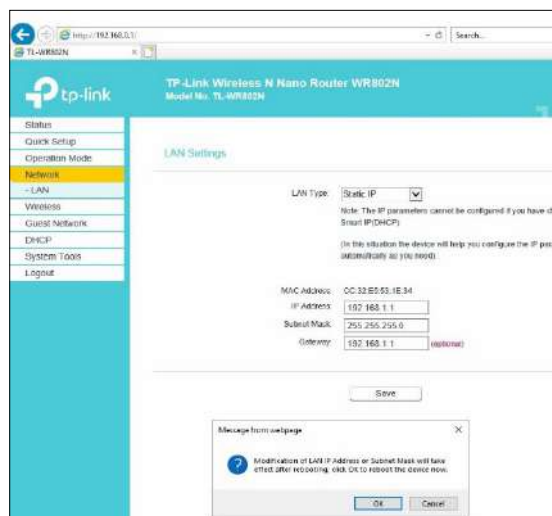 http://192.168.0.1/
Search...
TL-WR802N
tp-link
TP-Link Wireless N Nano Router WR802N
Model No. TL-WR802N
Status
Quick Setup
Operation Mode
Network
- LAN
Wireless
Guest Network
DHCP
System Tools
Logout
LAN Settings
LAN Type: Static IP
Note: The IP parameters cannot be configured if you have
Smart IP(DHCP)
(In this situation the device will help you configure the IP
automatically as you need)
MAC Address: CC:32:E5:53:1E:34
IP Address: 192.168.1.1
Subnet Mask: 255.255.255.0
Gateway: 192.168.1.1 (optional)
Save
Message from webpage
Modification of LAN IP Address or Subnet Mask will take
effect after rebooting, click OK to reboot the device now.
OK Cancel